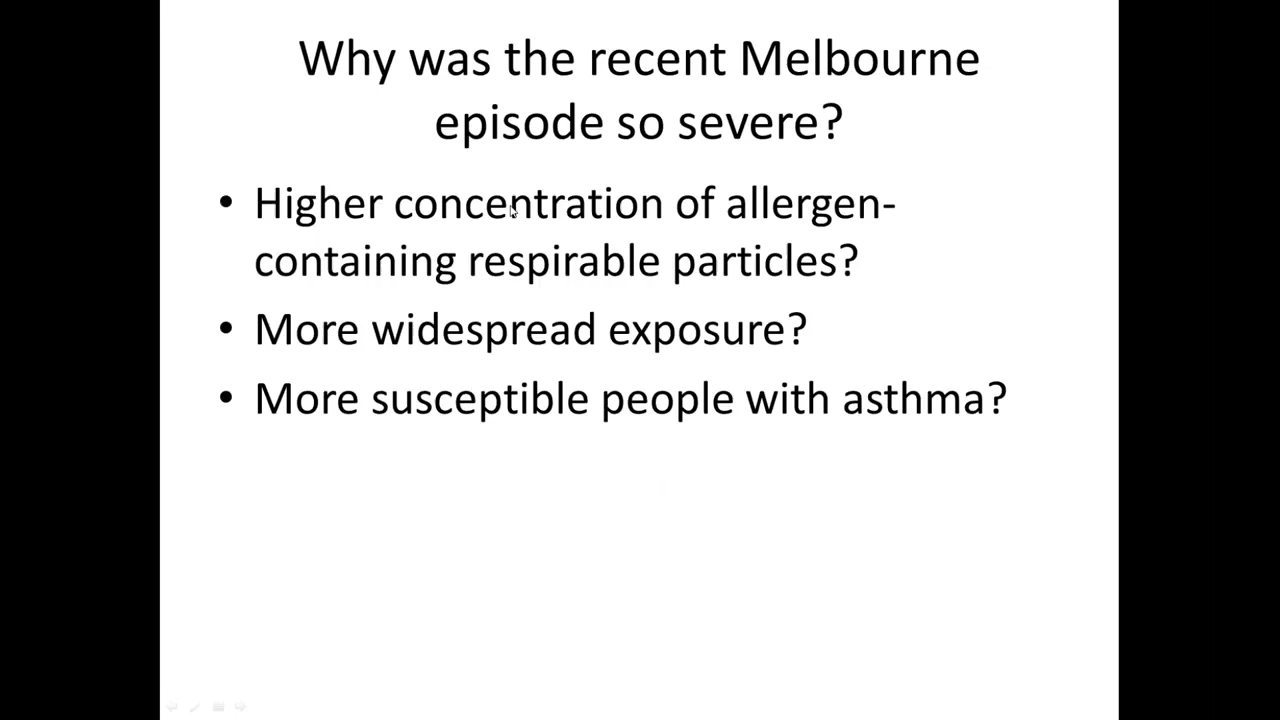 Why was the recent Melbourne
episode so severe?
• Higher concentration of allergen-
containing respirable particles?
• More widespread exposure?
• More susceptible people with asthma?